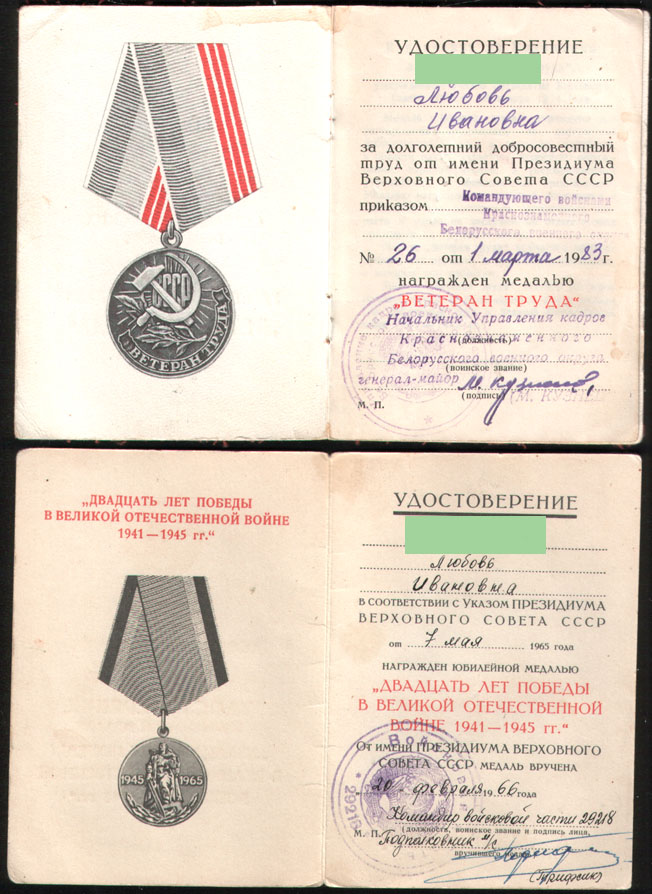 СССР
ВЕТЕРАН ТРУДА
УДОСТОВЕРЕНИЕ
Любовь
Ивановна
за долголетний добросовестный
труд от имени Президиума
Верховного Совета СССР
приказом Командующего войсками
Краснознаменного
Белорусского военного
№ 26 от 1 марта 1983 г.
награжден медалью
„ВЕТЕРАН ТРУДА“
Начальник Управления кадров
Краснознаменного
(должность)
Белорусского военного округа
(воинское звание)
генерал-майор М. Кузнецов
(подпись)
М. П.
„ДВАДЦАТЬ ЛЕТ ПОБЕДЫ
В ВЕЛИКОЙ ОТЕЧЕСТВЕННОЙ ВОЙНЕ
1941—1945 гг.“
1945 1965
УДОСТОВЕРЕНИЕ
Любовь
Ивановна
В СООТВЕТСТВИИ С УКАЗОМ ПРЕЗИДИУМА
ВЕРХОВНОГО СОВЕТА СССР
от 7 мая 1965 года
НАГРАЖДЕН ЮБИЛЕЙНОЙ МЕДАЛЬЮ
„ДВАДЦАТЬ ЛЕТ ПОБЕДЫ
В ВЕЛИКОЙ ОТЕЧЕСТВЕННОЙ
ВОЙНЕ 1941—1945 гг.“
От имени ПРЕЗИДИУМА ВЕРХОВНОГО
СОВЕТА СССР МЕДАЛЬ ВРУЧЕНА
20 февраля 1966 года
Командир войсковой части 29218
(должность, воинское звание и подпись лица,
М. П. Подполковник м/с
вручившего